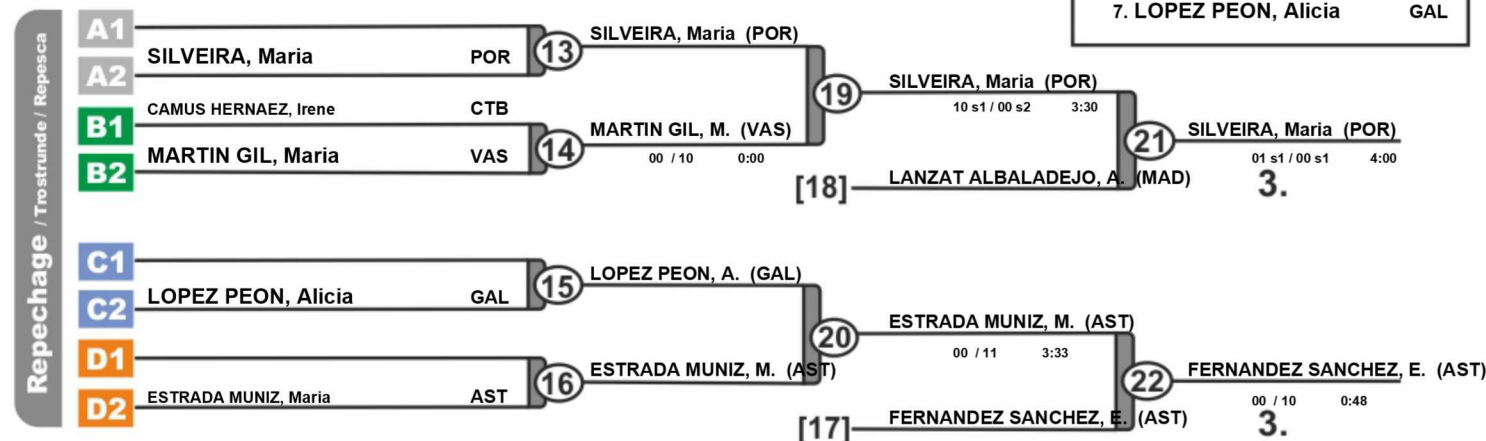 7. LOPEZ PEON, Alicia GAL
Repechage / Trostrunde / Repesca
A1
A2 SILVEIRA, Maria POR
B1 CAMUS HERNAEZ, Irene CTB
B2 MARTIN GIL, Maria VAS
C1
C2 LOPEZ PEON, Alicia GAL
D1
D2 ESTRADA MUNIZ, Maria AST
13 SILVEIRA, Maria (POR)
14 MARTIN GIL, M. (VAS)
00 / 10 0:00
15 LOPEZ PEON, A. (GAL)
16 ESTRADA MUNIZ, M. (AST)
19 SILVEIRA, Maria (POR)
10 s1 / 00 s2 3:30
[18] LANZAT ALBALADEJO, A. (MAD)
20 ESTRADA MUNIZ, M. (AST)
00 / 11 3:33
[17] FERNANDEZ SANCHEZ, E. (AST)
21 SILVEIRA, Maria (POR)
01 s1 / 00 s1 4:00
3.
22 FERNANDEZ SANCHEZ, E. (AST)
00 / 10 0:48
3.